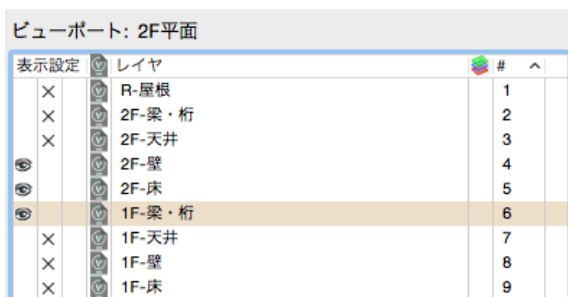 ビューポート: 2F平面
表示設定 レイヤ #
R-屋根 1
2F-梁・桁 2
2F-天井 3
2F-壁 4
2F-床 5
1F-梁・桁 6
1F-天井 7
1F-壁 8
1F-床 9